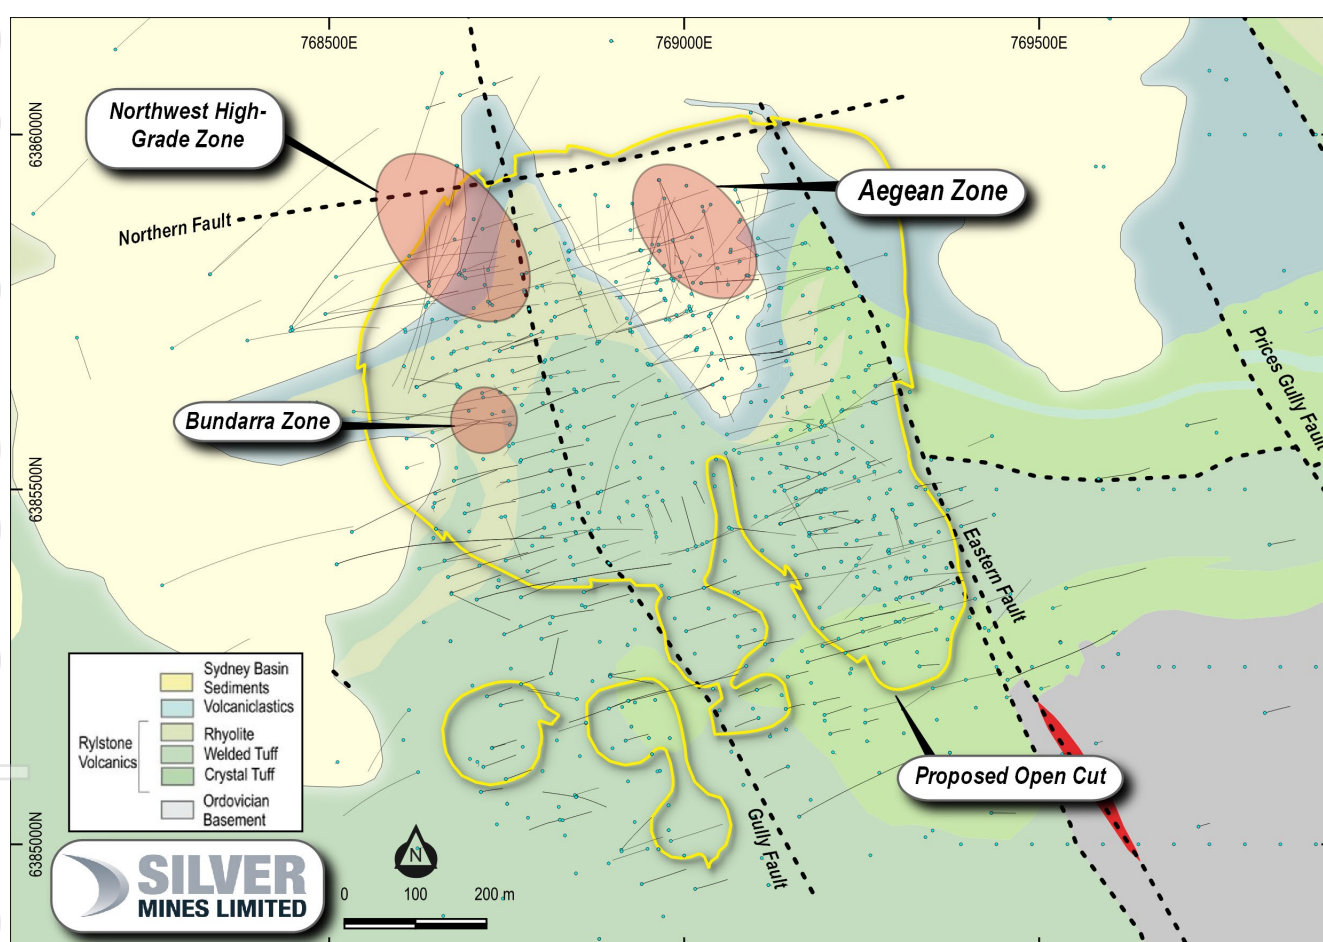 768500E
769000E
769500E
6386000N
Northwest High-
Grade Zone
Aegean Zone
Northern Fault
Prices Gully Fault
Bundarra Zone
6385500N
Eastern Fault
Sydney Basin
Sediments
Volcaniclastics
Rylstone
Volcanics
Rhyolite
Welded Tuff
Crystal Tuff
Ordovician
Basement
Proposed Open Cut
Gully Fault
6385000N
SILVER
MINES LIMITED
N
0 100 200 m